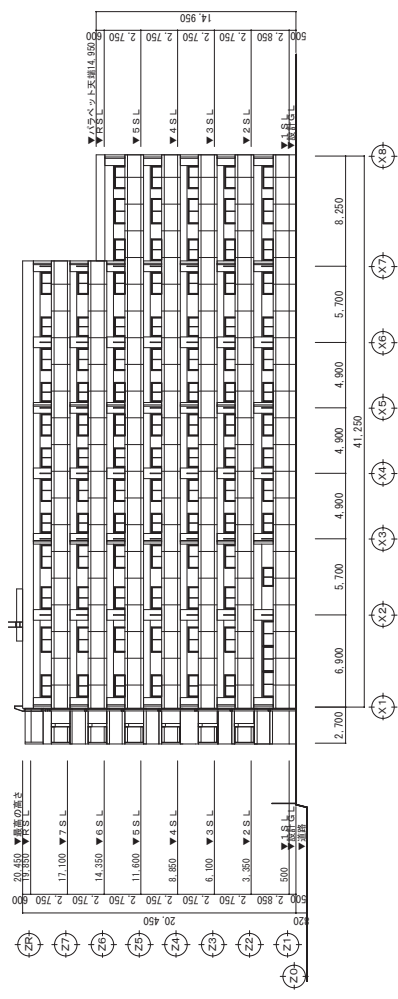 14.950
600
2.750
2.750
2.750
2.750
2.850
500
▼パラペット天端14.950
▼RSL
▼5SL
▼4SL
▼3SL
▼2SL
▼1SL
▼設計GL
X8
X7
X6
X5
X4
X3
X2
X1
8.250
5.700
4.900
4.900
4.900
5.700
6.900
2.700
41.250
20.450 ▼最高の高さ
19.850 ▼RSL
17.100 ▼7SL
14.350 ▼6SL
11.600 ▼5SL
8.850 ▼4SL
6.100 ▼3SL
3.350 ▼2SL
500 ▼1SL
▼設計GL
▼道路
600
2.750
2.750
2.750
2.750
2.750
2.750
2.850
500
20.450
ZR
Z7
Z6
Z5
Z4
Z3
Z2
Z1
Z0